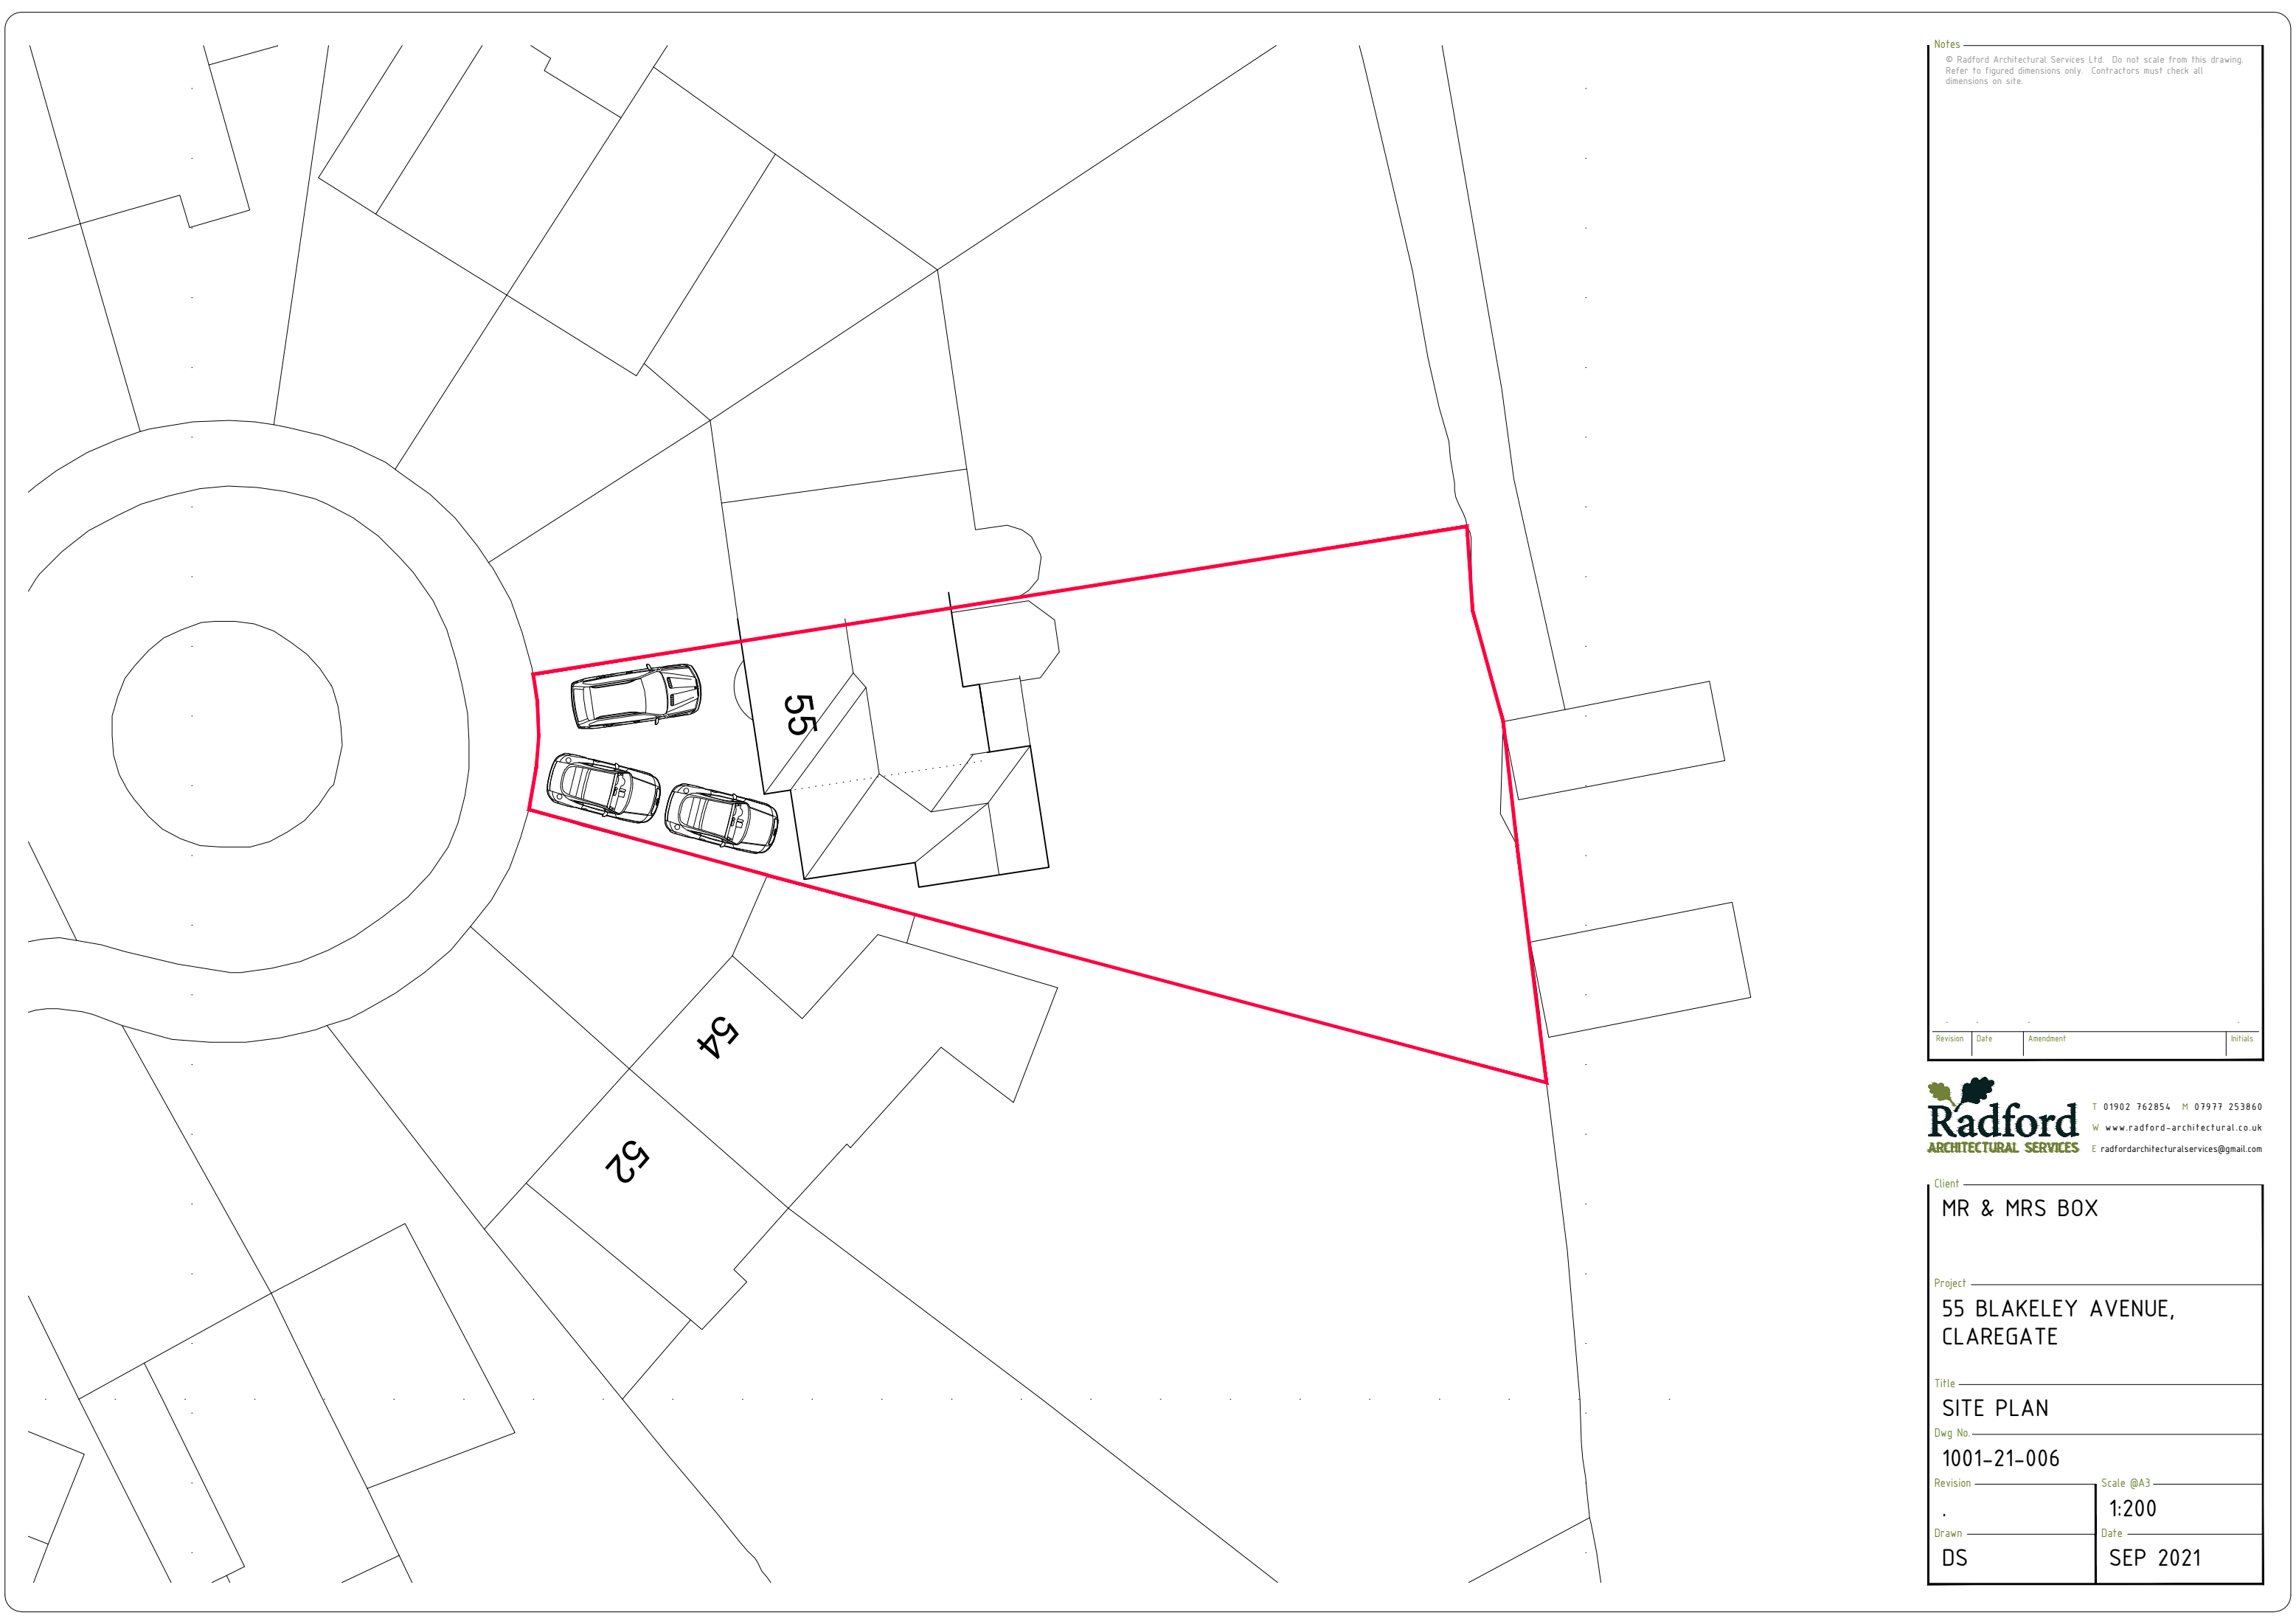 Notes
© Radford Architectural Services Ltd. Do not scale from this drawing.
Refer to figured dimensions only. Contractors must check all
dimensions on site.
55
54
52
Revision Date Amendment Initials
Radford
ARCHITECTURAL SERVICES
T 01902 762854 M 07977 253860
W www.radford-architectural.co.uk
E radfordarchitecturalservices@gmail.com
Client
MR & MRS BOX
Project
55 BLAKELEY AVENUE,
CLAREGATE
Title
SITE PLAN
Dwg No.
1001-21-006
Revision Scale @A3
. 1:200
Drawn Date
DS SEP 2021